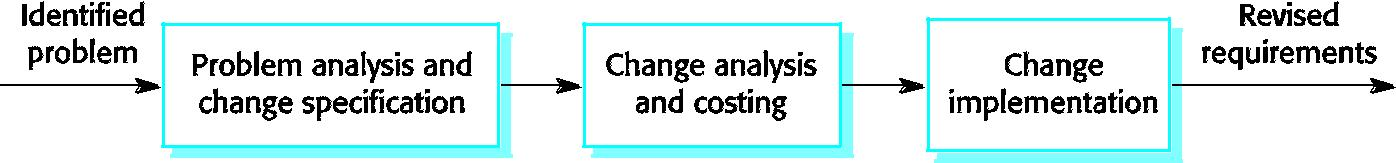 Identified
problem
Problem analysis and
change specification
Change analysis
and costing
Change
implementation
Revised
requirements